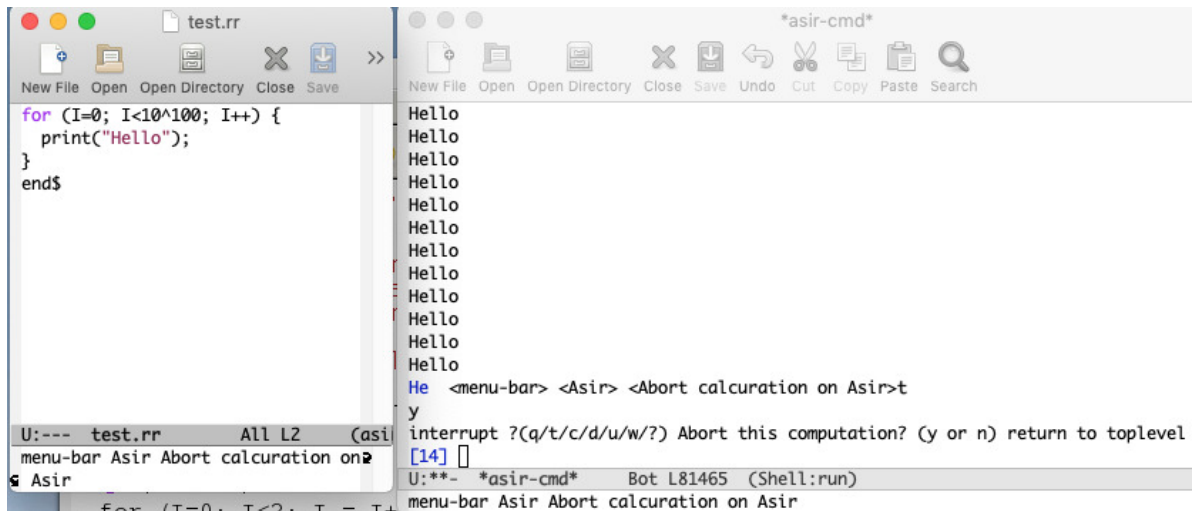 test.rr
New File Open Open Directory Close Save >>
for (I=0; I<10^100; I++) {
print("Hello");
}
end$
U:--- test.rr All L2 (asi
menu-bar Asir Abort calcuration on
Asir
*asir-cmd*
New File Open Open Directory Close Save Undo Cut Copy Paste Search
Hello
Hello
Hello
Hello
Hello
Hello
Hello
Hello
Hello
Hello
Hello
Hello
He <menu-bar> <Asir> <Abort calcuration on Asir>t
y
interrupt ?(q/t/c/d/u/w/?) Abort this computation? (y or n) return to toplevel
[14]
U:**- *asir-cmd* Bot L81465 (Shell:run)
menu-bar Asir Abort calcuration on Asir